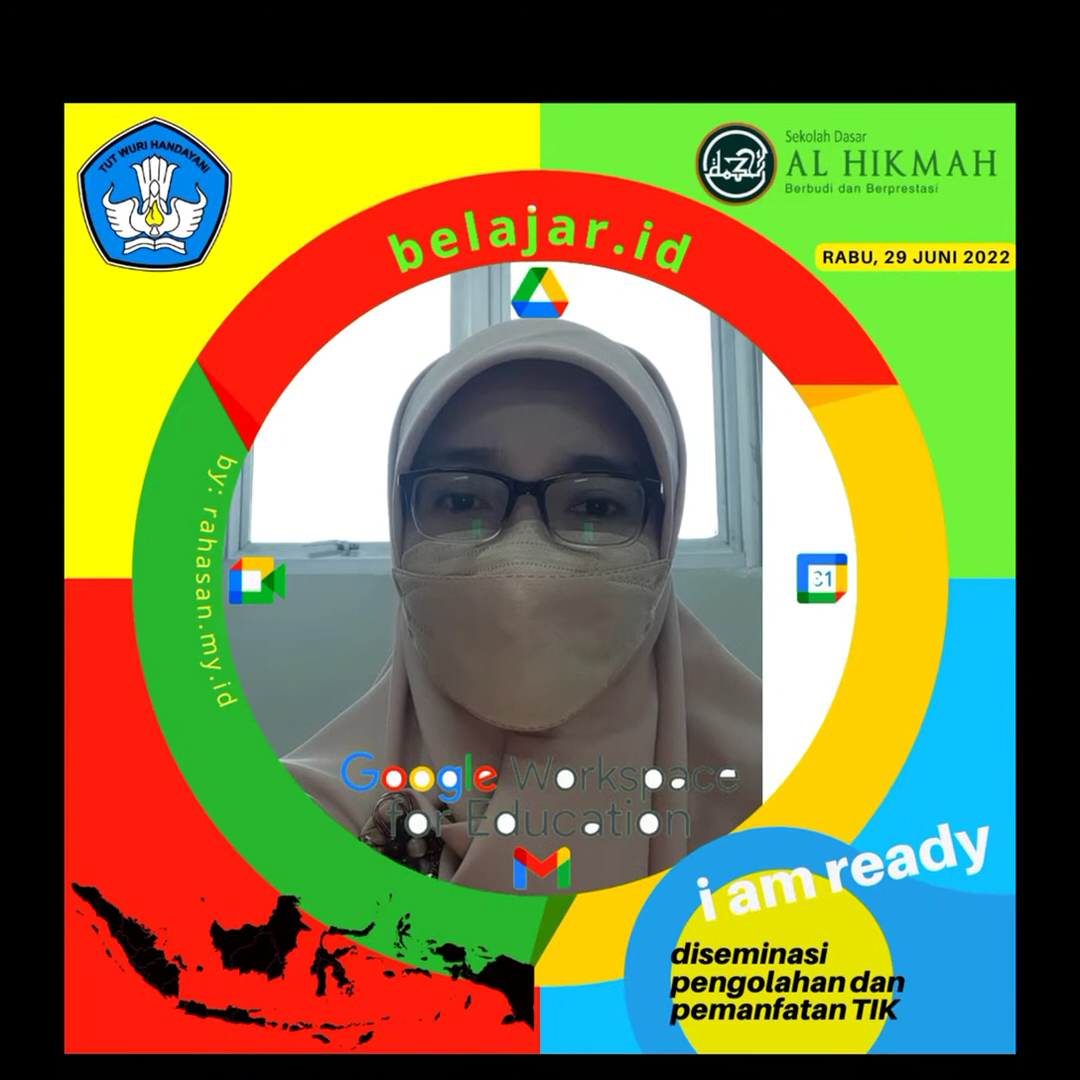 TUT WURI HANDAYANI
Sekolah Dasar
AL HIKMAH
Berbudi dan Berprestasi
RABU, 29 JUNI 2022
belajar.id
by: rahasan.my.id
31
Google Workspace
for Education
i am ready
diseminasi
pengolahan dan
pemanfatan TIK